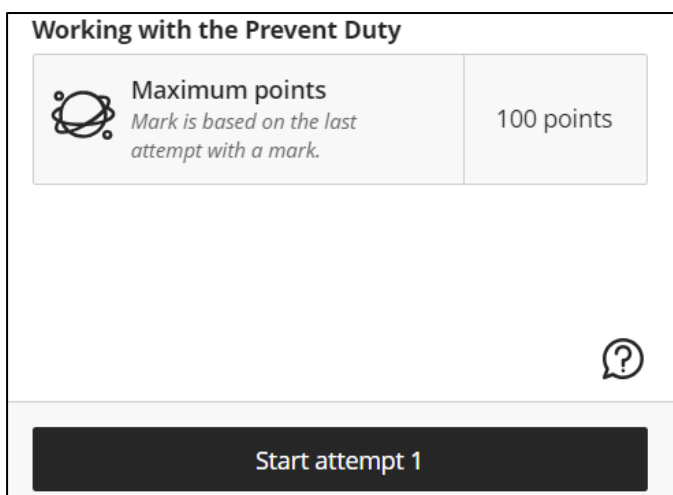 Working with the Prevent Duty
Maximum points
Mark is based on the last
attempt with a mark.
100 points
?
Start attempt 1